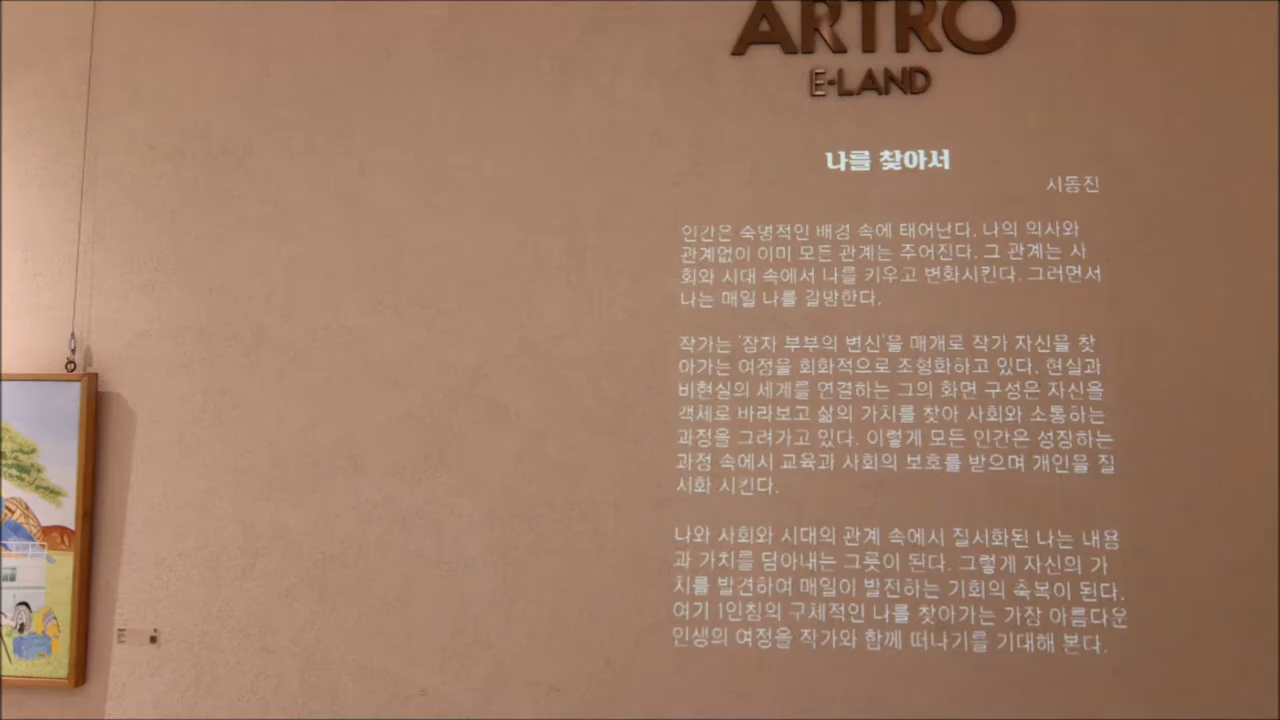 ARTRO
E-LAND
나를 찾아서
시동진
인간은 숙명적인 배경 속에 태어난다. 나의 의사와
관계없이 이미 모든 관계는 주어진다. 그 관계는 사
회와 시대 속에서 나를 키우고 변화시킨다. 그러면서
나는 매일 나를 갈망한다.
작가는 '잠자 부부의 변신'을 매개로 작가 자신을 찾
아가는 여정을 회화적으로 조형화하고 있다. 현실과
비현실의 세계를 연결하는 그의 화면 구성은 자신을
객체로 바라보고 삶의 가치를 찾아 사회와 소통하는
과정을 그려가고 있다. 이렇게 모든 인간은 성장하는
과정 속에서 교육과 사회의 보호를 받으며 개인을 질
서화 시킨다.
나와 사회와 시대의 관계 속에서 질서화된 나는 내용
과 가치를 담아내는 그릇이 된다. 그렇게 자신의 가
치를 발견하여 매일이 발전하는 기회의 축복이 된다.
여기 1인칭의 구체적인 나를 찾아가는 가장 아름다운
인생의 여정을 작가와 함께 떠나기를 기대해 본다.